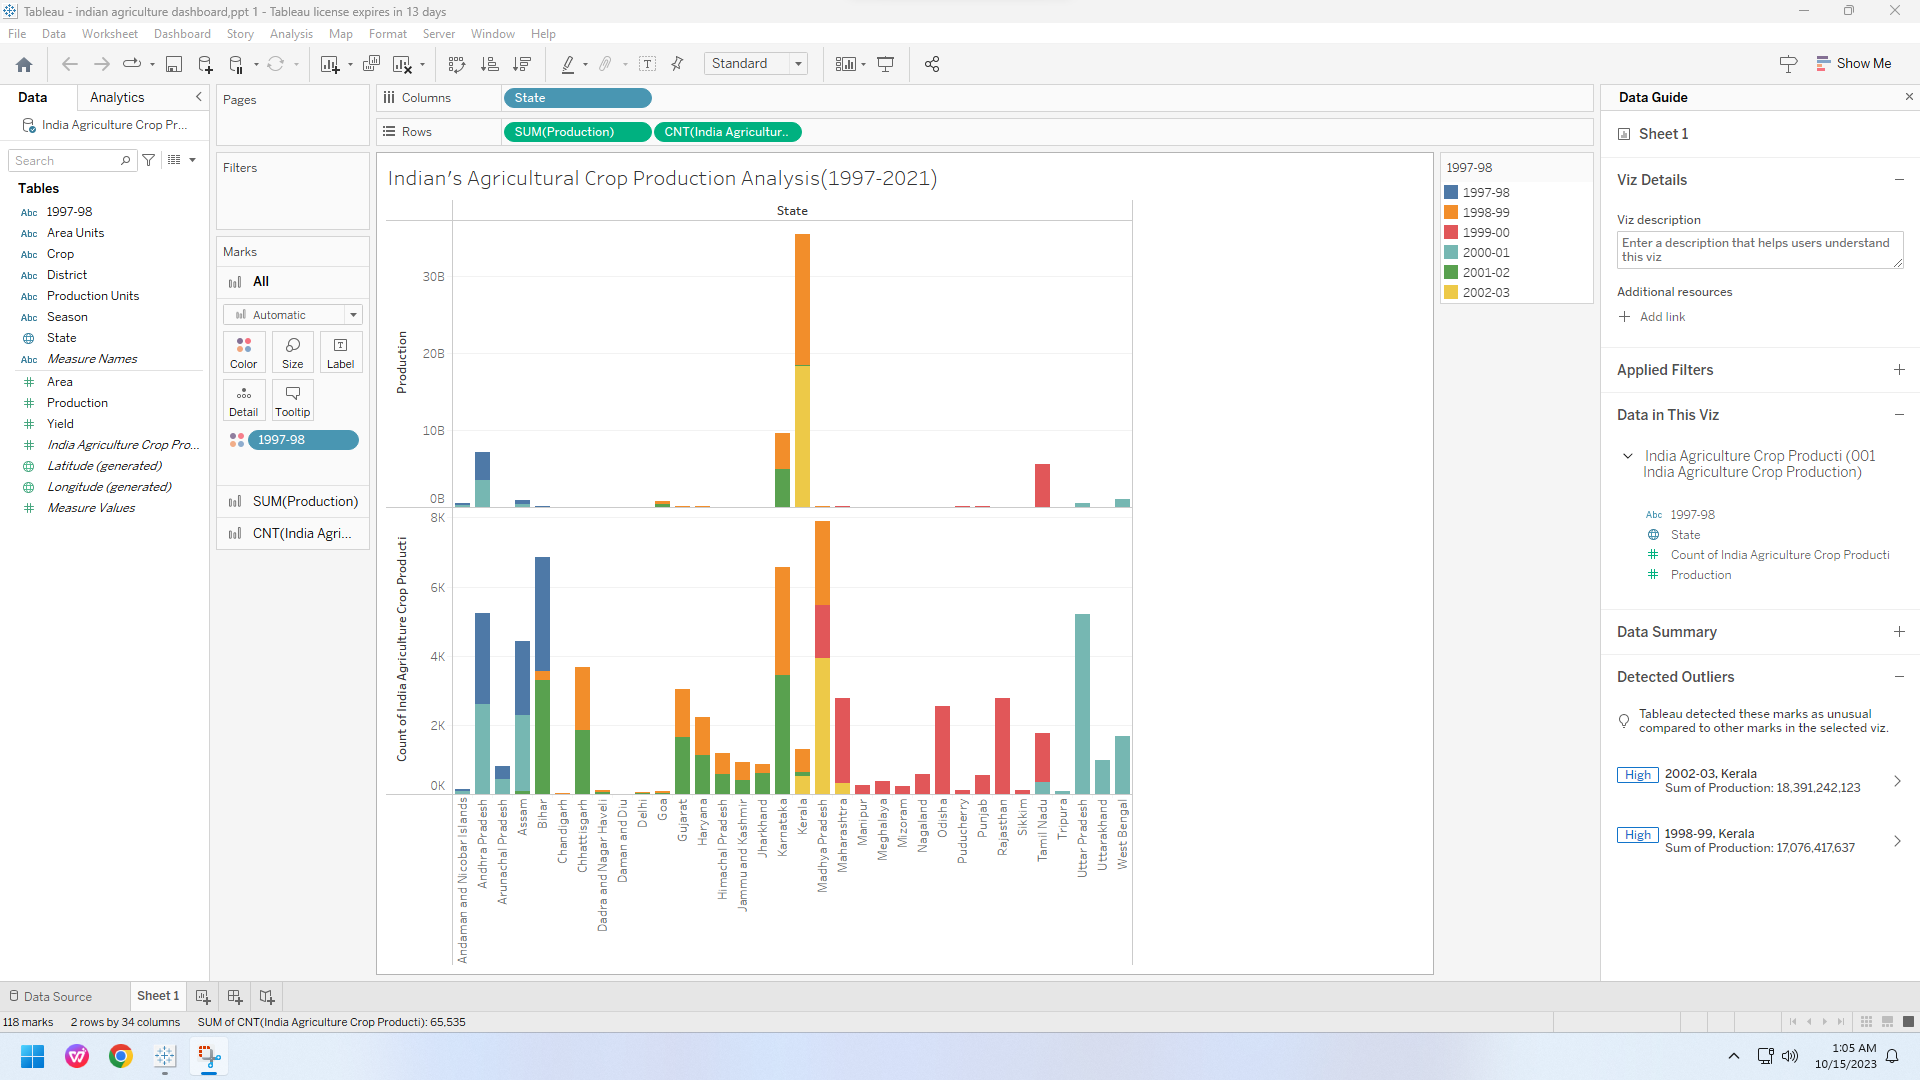 Tableau - indian agriculture dashboard,ppt 1 - Tableau license expires in 13 days
File Data Worksheet Dashboard Story Analysis Map Format Server Window Help
Standard
Show Me
Data Analytics
India Agriculture Crop Pr...
Search
Tables
Abc 1997-98
Abc Area Units
Abc Crop
Abc District
Abc Production Units
Abc Season
State
Abc Measure Names
Area
Production
Yield
India Agriculture Crop Pro...
Latitude (generated)
Longitude (generated)
Measure Values
Pages
Filters
Marks
All
Automatic
Color Size Label
Detail Tooltip
1997-98
SUM(Production)
CNT(India Agri...
Columns State
Rows SUM(Production) CNT(India Agricultur..
Indian's Agricultural Crop Production Analysis(1997-2021)
State
Production
30B
20B
10B
0B
Count of India Agriculture Crop Producti
8K
6K
4K
2K
0K
Andaman and Nicobar Islands
Andhra Pradesh
Arunachal Pradesh
Assam
Bihar
Chandigarh
Chhattisgarh
Dadra and Nagar Haveli
Daman and Diu
Delhi
Goa
Gujarat
Haryana
Himachal Pradesh
Jammu and Kashmir
Jharkhand
Karnataka
Kerala
Madhya Pradesh
Maharashtra
Manipur
Meghalaya
Mizoram
Nagaland
Odisha
Puducherry
Punjab
Rajasthan
Sikkim
Tamil Nadu
Tripura
Uttar Pradesh
Uttarakhand
West Bengal
1997-98
1997-98
1998-99
1999-00
2000-01
2001-02
2002-03
Data Guide
Sheet 1
Viz Details
Viz description
Enter a description that helps users understand
this viz
Additional resources
Add link
Applied Filters
Data in This Viz
India Agriculture Crop Producti (001
India Agriculture Crop Production)
Abc 1997-98
State
Count of India Agriculture Crop Producti
Production
Data Summary
Detected Outliers
Tableau detected these marks as unusual
compared to other marks in the selected viz.
High 2002-03, Kerala
Sum of Production: 18,391,242,123
High 1998-99, Kerala
Sum of Production: 17,076,417,637
Data Source Sheet 1
118 marks 2 rows by 34 columns SUM of CNT(India Agriculture Crop Producti): 65,535
1:05 AM
10/15/2023